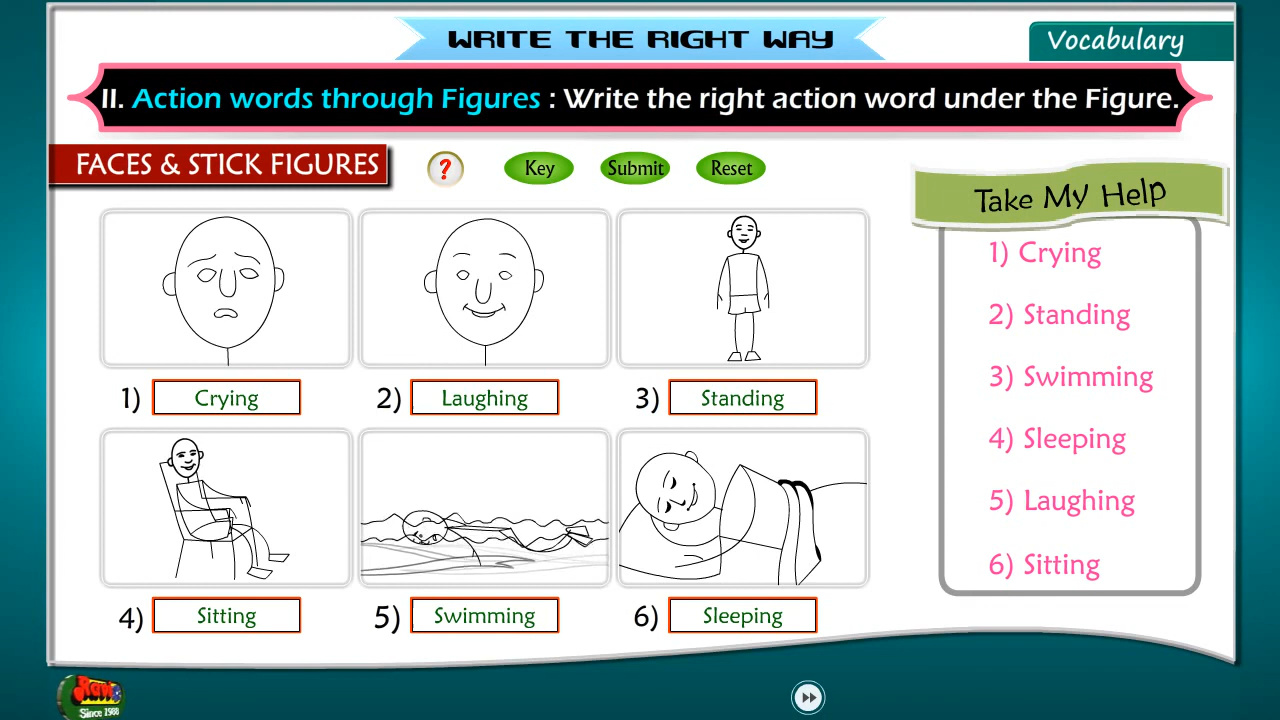 WRITE THE RIGHT WAY
Vocabulary
II. Action words through Figures : Write the right action word under the Figure.
FACES & STICK FIGURES
?
Key
Submit
Reset
Take My Help
1) Crying
2) Standing
3) Swimming
4) Sleeping
5) Laughing
6) Sitting
1) Crying
2) Laughing
3) Standing
4) Sitting
5) Swimming
6) Sleeping
Since 1988